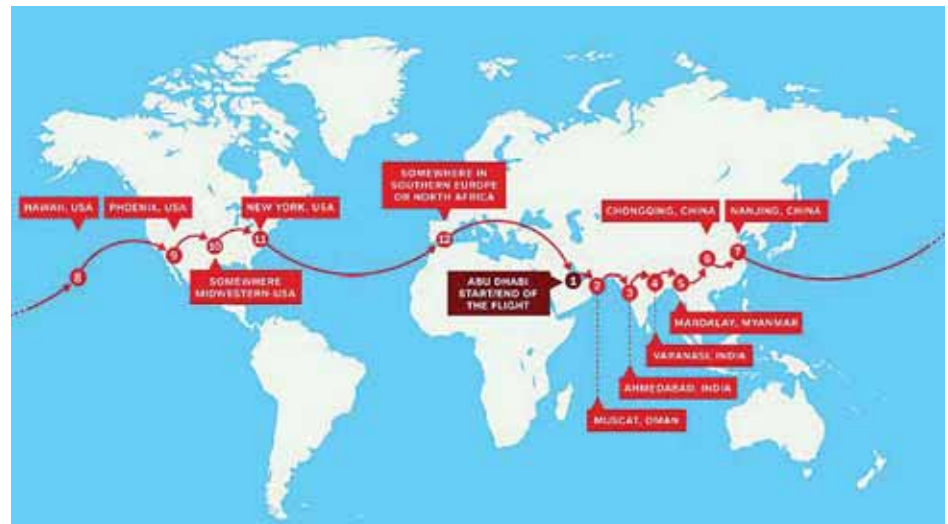 SOMEWHERE IN
SOUTHERN EUROPE
OR NORTH AFRICA
HAWAII, USA
PHOENIX, USA
NEW YORK, USA
CHONGQING, CHINA
NANJING, CHINA
8
9
10
11
12
ABU DHABI
START/END OF
THE FLIGHT
1
2
3
4
5
6
7
SOMEWHERE
MIDWESTERN-USA
MANDALAY, MYANMAR
VARANASI, INDIA
AHMEDABAD, INDIA
MUSCAT, OMAN